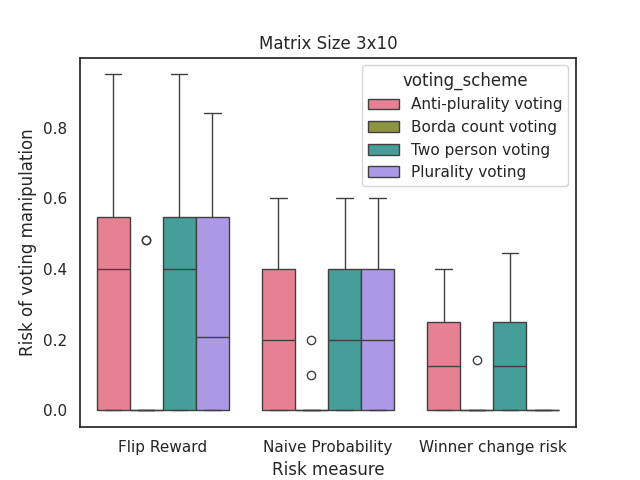 Matrix Size 3x10
voting_scheme
Anti-plurality voting
Borda count voting
Two person voting
Plurality voting
Risk of voting manipulation
0.8
0.6
0.4
0.2
0.0
Flip Reward
Naive Probability
Winner change risk
Risk measure